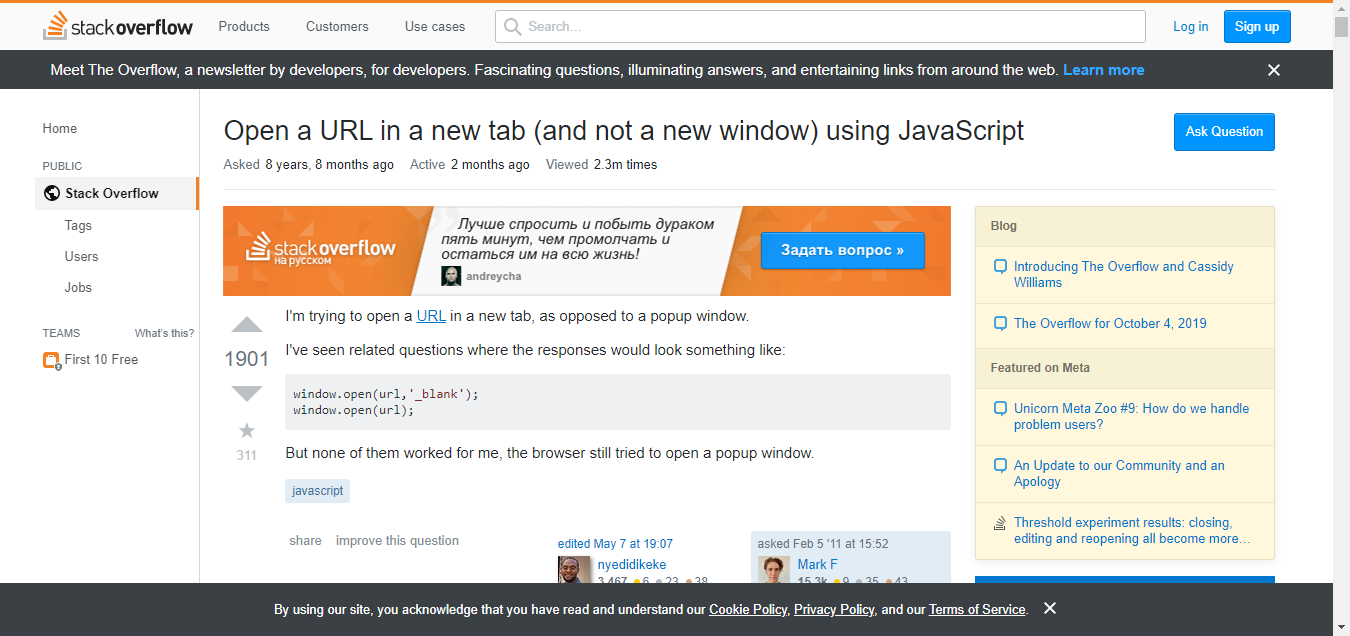 stackoverflow Products Customers Use cases Search... Log in Sign up
Meet The Overflow, a newsletter by developers, for developers. Fascinating questions, illuminating answers, and entertaining links from around the web. Learn more
Home
PUBLIC
Stack Overflow
Tags
Users
Jobs
TEAMS What's this?
First 10 Free
Open a URL in a new tab (and not a new window) using JavaScript
Ask Question
Asked 8 years, 8 months ago Active 2 months ago Viewed 2.3m times
stackoverflow
на русском
Лучше спросить и побыть дураком
пять минут, чем промолчать и
остаться им на всю жизнь!
andreycha
Задать вопрос »
1901
311
I'm trying to open a URL in a new tab, as opposed to a popup window.
I've seen related questions where the responses would look something like:
window.open(url,'_blank');
window.open(url);
But none of them worked for me, the browser still tried to open a popup window.
javascript
share improve this question
edited May 7 at 19:07
nyedidikeke
3,467 6 23 38
asked Feb 5 '11 at 15:52
Mark F
15.3k 9 35 43
Blog
Introducing The Overflow and Cassidy
Williams
The Overflow for October 4, 2019
Featured on Meta
Unicorn Meta Zoo #9: How do we handle
problem users?
An Update to our Community and an
Apology
Threshold experiment results: closing,
editing and reopening all become more…
By using our site, you acknowledge that you have read and understand our Cookie Policy, Privacy Policy, and our Terms of Service.